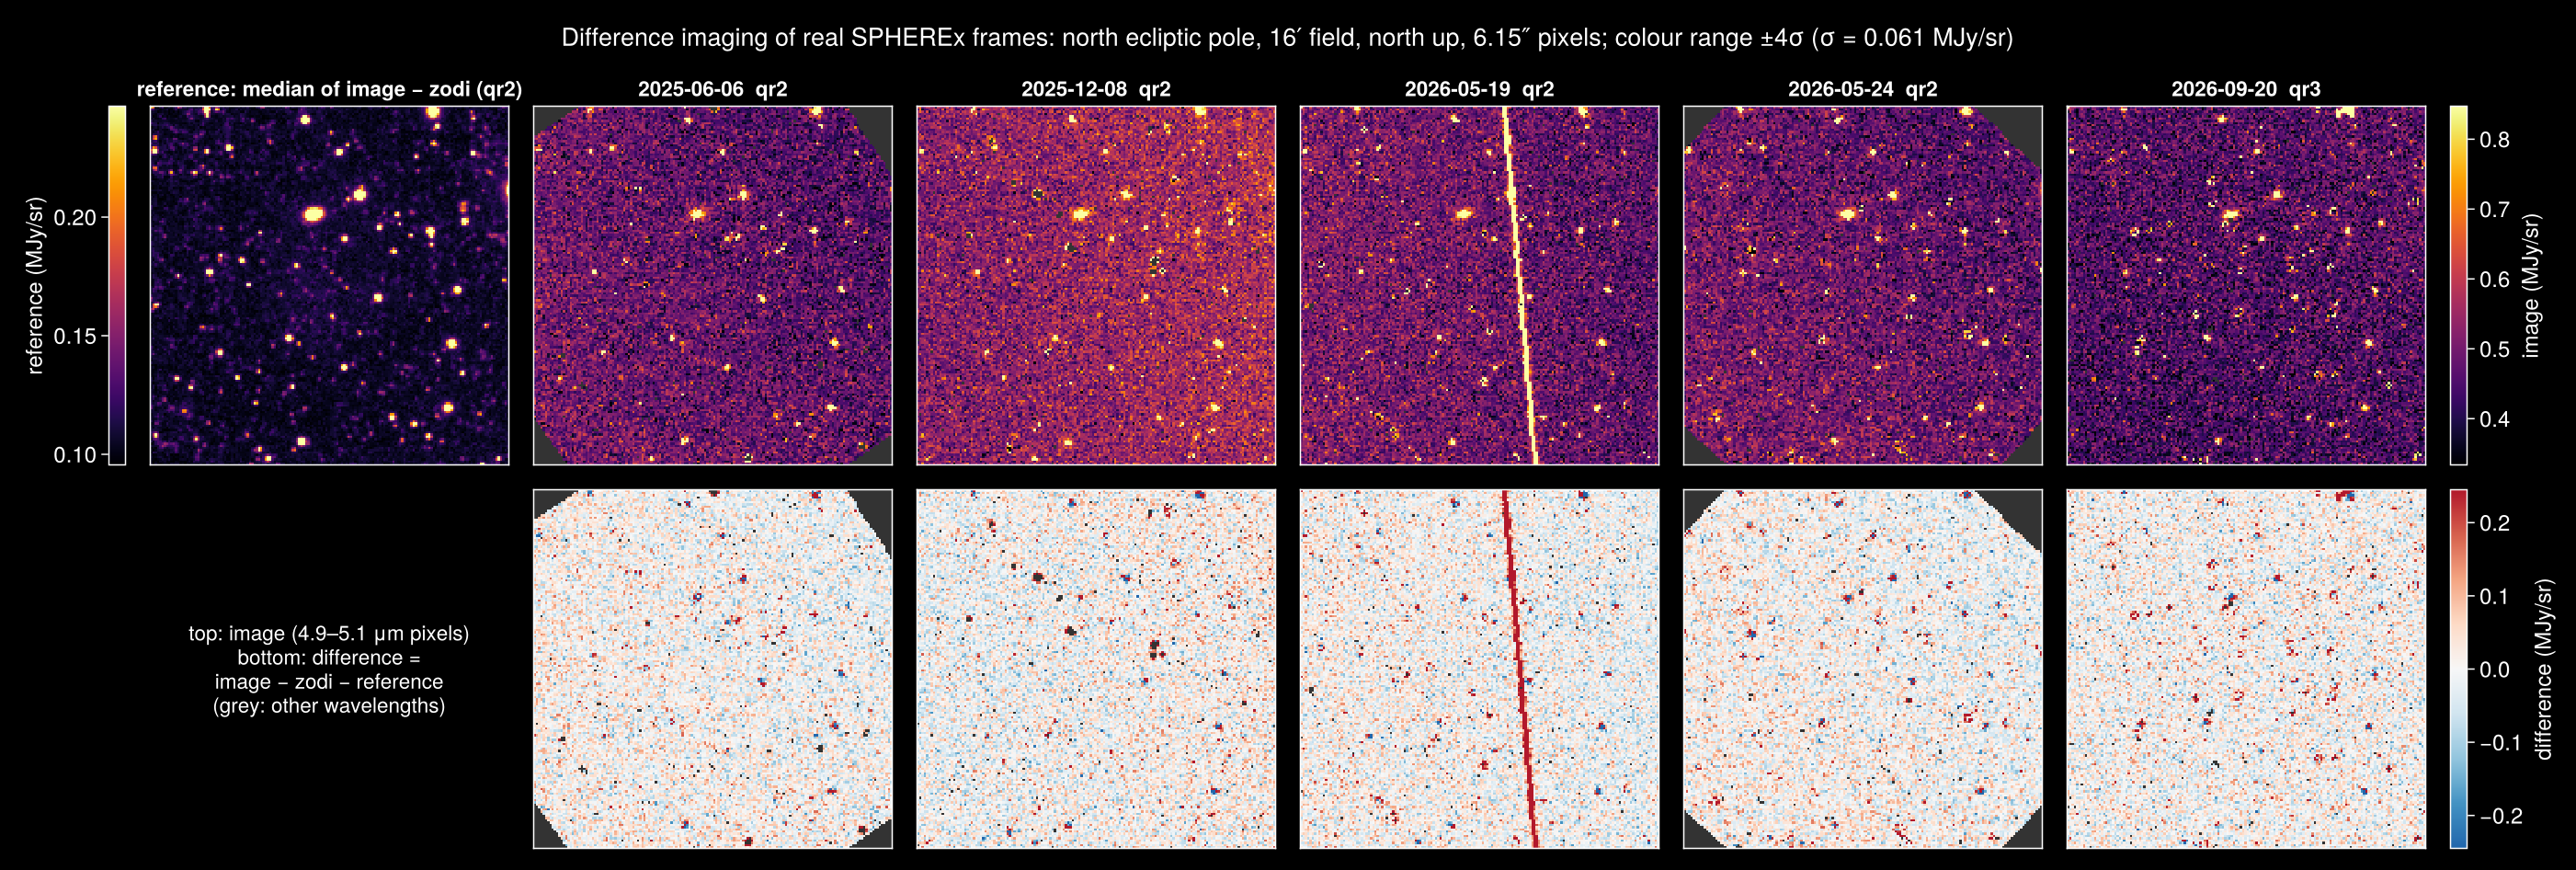 Difference imaging of real SPHEREx frames: north ecliptic pole, 16′ field, north up, 6.15″ pixels; colour range ±4σ (σ = 0.061 MJy/sr)
reference: median of image − zodi (qr2)
2025-06-06 qr2
2025-12-08 qr2
2026-05-19 qr2
2026-05-24 qr2
2026-09-20 qr3
reference (MJy/sr)
0.20
0.15
0.10
0.8
0.7
0.6
0.5
0.4
image (MJy/sr)
top: image (4.9–5.1 µm pixels)
bottom: difference =
image − zodi − reference
(grey: other wavelengths)
0.2
0.1
0.0
−0.1
−0.2
difference (MJy/sr)